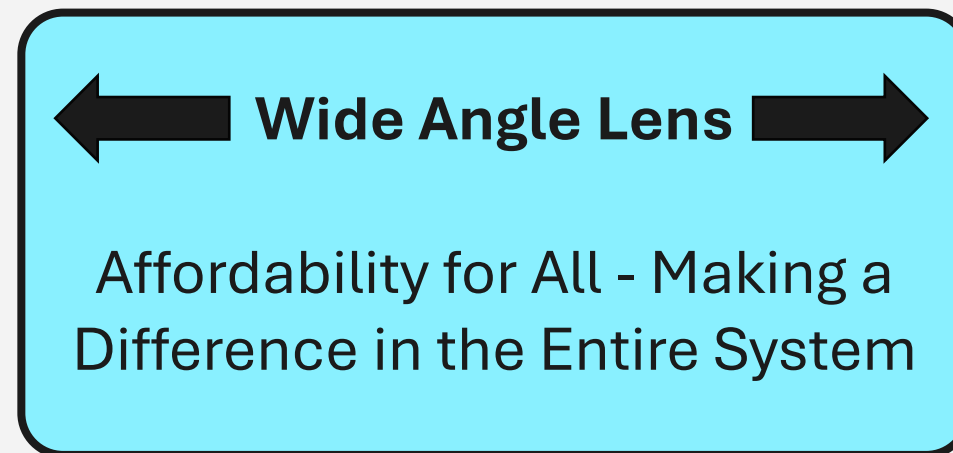 Wide Angle Lens
Affordability for All - Making a
Difference in the Entire System